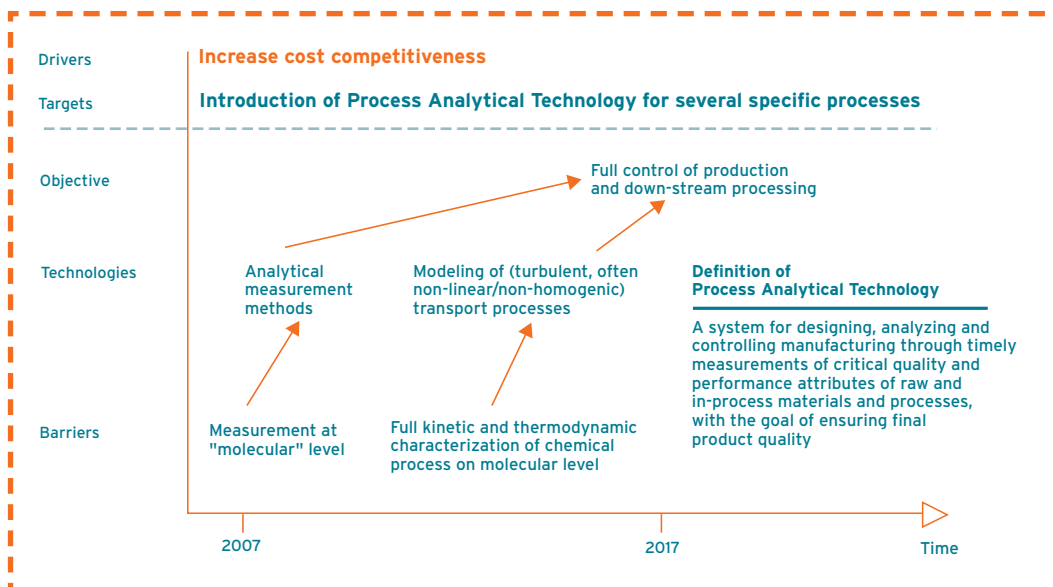 Drivers
Increase cost competitiveness
Targets
Introduction of Process Analytical Technology for several specific processes
Objective
Full control of production
and down-stream processing
Technologies
Analytical
measurement
methods
Modeling of (turbulent, often
non-linear/non-homogenic)
transport processes
Definition of
Process Analytical Technology
A system for designing, analyzing and
controlling manufacturing through timely
measurements of critical quality and
performance attributes of raw and
in-process materials and processes,
with the goal of ensuring final
product quality
Barriers
Measurement at
"molecular" level
Full kinetic and thermodynamic
characterization of chemical
process on molecular level
2007
2017
Time